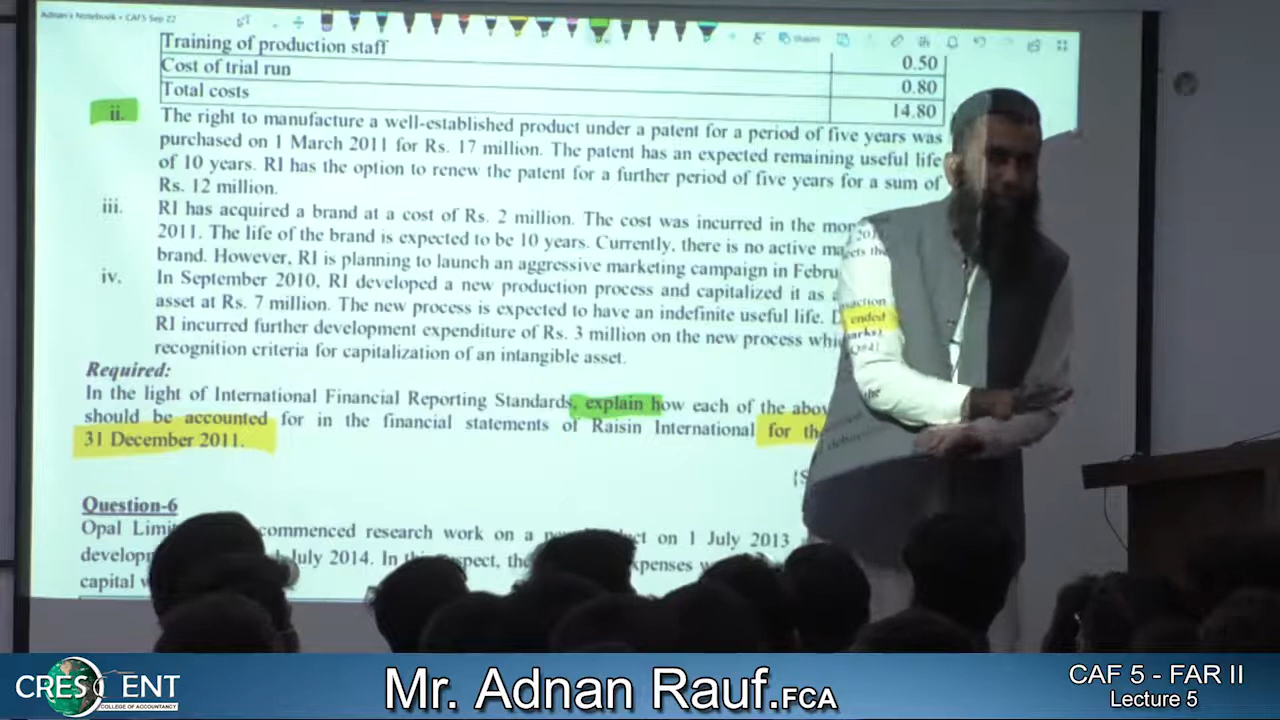 Adnan's Notebook » CAF5 Sep 22
Training of production staff 0.50
Cost of trial run 0.80
Total costs 14.80
ii. The right to manufacture a well-established product under a patent for a period of five years was
purchased on 1 March 2011 for Rs. 17 million. The patent has an expected remaining useful life
of 10 years. RI has the option to renew the patent for a further period of five years for a sum of
Rs. 12 million.
iii. RI has acquired a brand at a cost of Rs. 2 million. The cost was incurred in the mon
2011. The life of the brand is expected to be 10 years. Currently, there is no active ma
brand. However, RI is planning to launch an aggressive marketing campaign in Febru
iv. In September 2010, RI developed a new production process and capitalized it as a
asset at Rs. 7 million. The new process is expected to have an indefinite useful life. D ended
RI incurred further development expenditure of Rs. 3 million on the new process whi
recognition criteria for capitalization of an intangible asset.
Required:
In the light of International Financial Reporting Standards, explain how each of the abov
should be accounted for in the financial statements of Raisin International for th
31 December 2011.
Question-6
Opal Limi commenced research work on a on 1 July 2013
develop July 2014. In the
capital
CRESCENT
COLLEGE OF ACCOUNTANCY
Mr. Adnan Rauf.FCA
CAF 5 - FAR II
Lecture 5